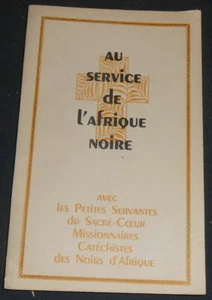 AU
SERVICE
de
l'AFRIQUE
NOIRE
AVEC
les Petites Servantes
du Sacré-Cœur
Missionnaires
Catéchistes
des Noirs d'Afrique